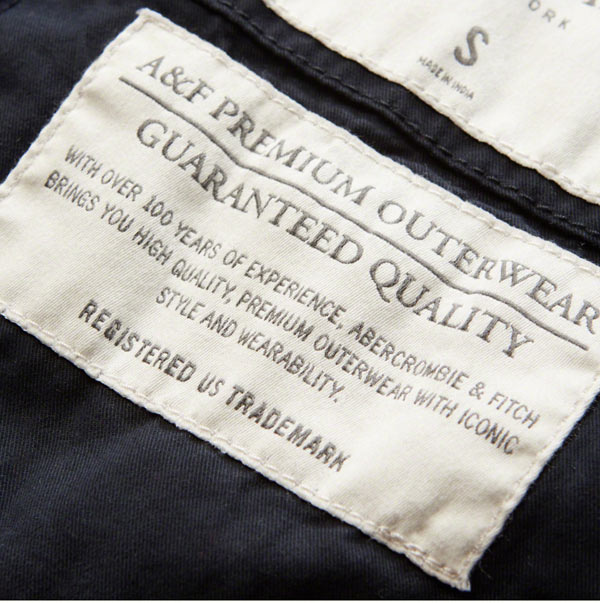 ORK
S
MADE IN INDIA
A&F PREMIUM OUTERWEAR
GUARANTEED QUALITY
WITH OVER 100 YEARS OF EXPERIENCE, ABERCROMBIE & FITCH
BRINGS YOU HIGH QUALITY, PREMIUM OUTERWEAR WITH ICONIC
STYLE AND WEARABILITY.
REGISTERED US TRADEMARK